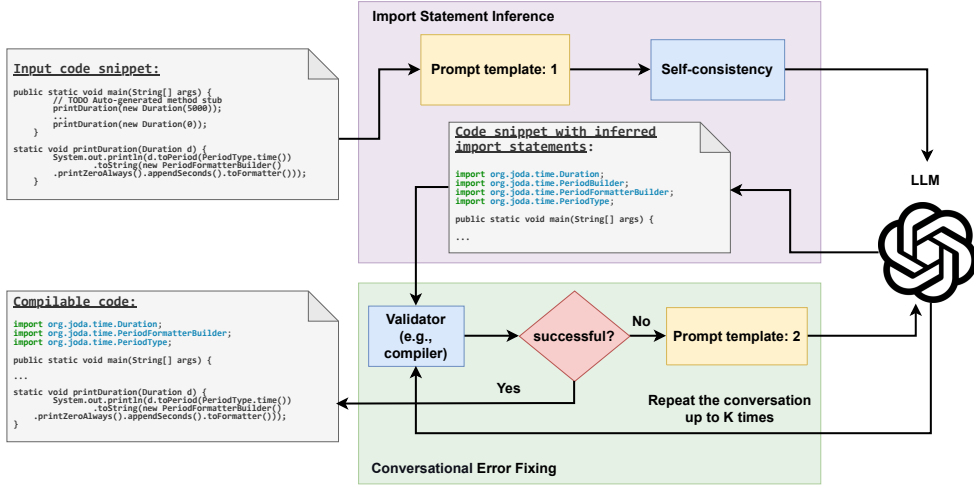 Import Statement Inference
Input code snippet:
public static void main(String[] args) {
// TODO Auto-generated method stub
printDuration(new Duration(5000));
...
printDuration(new Duration(0));
}
static void printDuration(Duration d) {
System.out.println(d.toPeriod(PeriodType.time())
.toString(new PeriodFormatterBuilder()
.printZeroAlways().appendSeconds().toFormatter()));
}
Prompt template: 1
Self-consistency
Code snippet with inferred
import statements:
import org.joda.time.Duration;
import org.joda.time.PeriodBuilder;
import org.joda.time.PeriodFormatterBuilder;
import org.joda.time.PeriodType;
public static void main(String[] args) {
...
LLM
Compilable code:
import org.joda.time.Duration;
import org.joda.time.PeriodFormatterBuilder;
import org.joda.time.PeriodType;
public static void main(String[] args) {
...
static void printDuration(Duration d) {
System.out.println(d.toPeriod(PeriodType.time())
.toString(new PeriodFormatterBuilder()
.printZeroAlways().appendSeconds().toFormatter()));
}
Validator
(e.g.,
compiler)
successful?
No
Prompt template: 2
Yes
Repeat the conversation
up to K times
Conversational Error Fixing